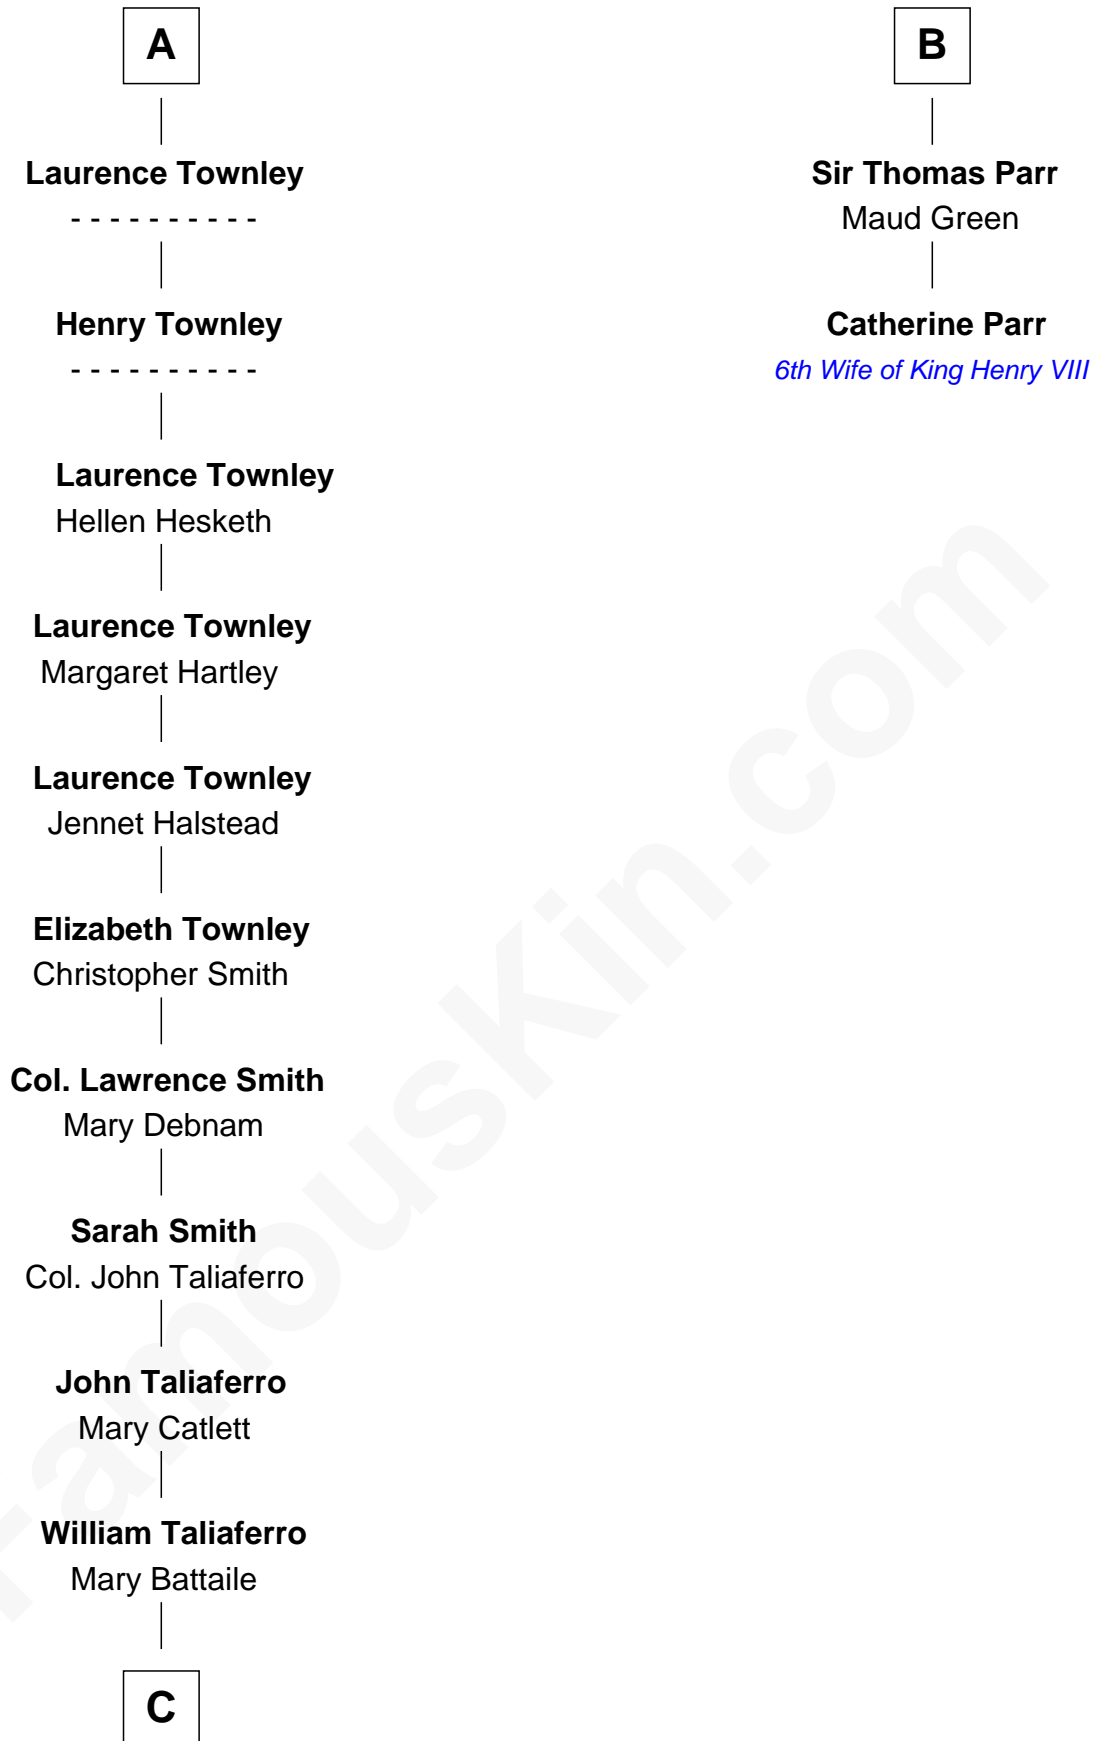 A
Laurence Townley
- - - - - - - - - -
Henry Townley
- - - - - - - - - -
Laurence Townley
Hellen Hesketh
Laurence Townley
Margaret Hartley
Laurence Townley
Jennet Halstead
Elizabeth Townley
Christopher Smith
Col. Lawrence Smith
Mary Debnam
Sarah Smith
Col. John Taliaferro
John Taliaferro
Mary Catlett
William Taliaferro
Mary Battaile
C
B
Sir Thomas Parr
Maud Green
Catherine Parr
6th Wife of King Henry VIII
FamousKin.com